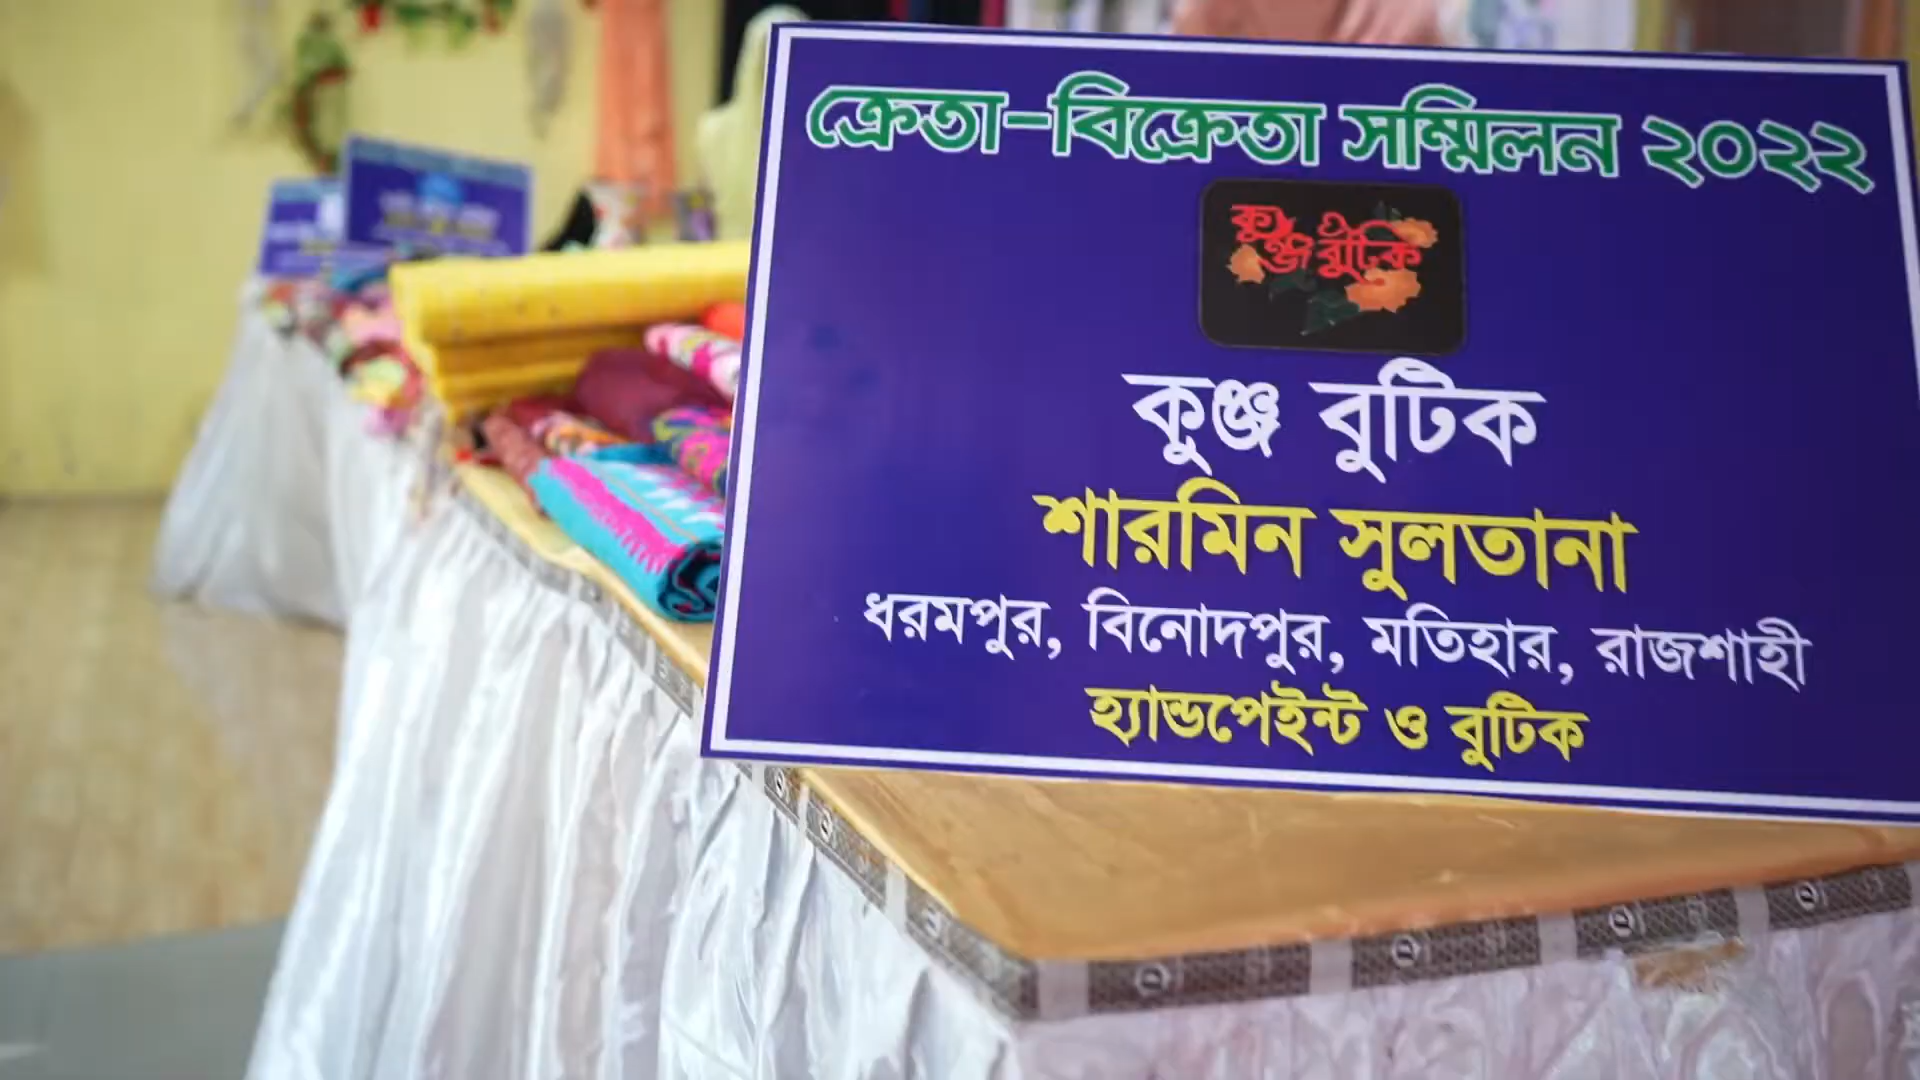 ক্রেতা-বিক্রেতা সম্মিলন ২০২২
কুঞ্জ বুটিক
কুঞ্জ বুটিক
শারমিন সুলতানা
ধরমপুর, বিনোদপুর, মতিহার, রাজশাহী
হ্যান্ডপেইন্ট ও বুটিক